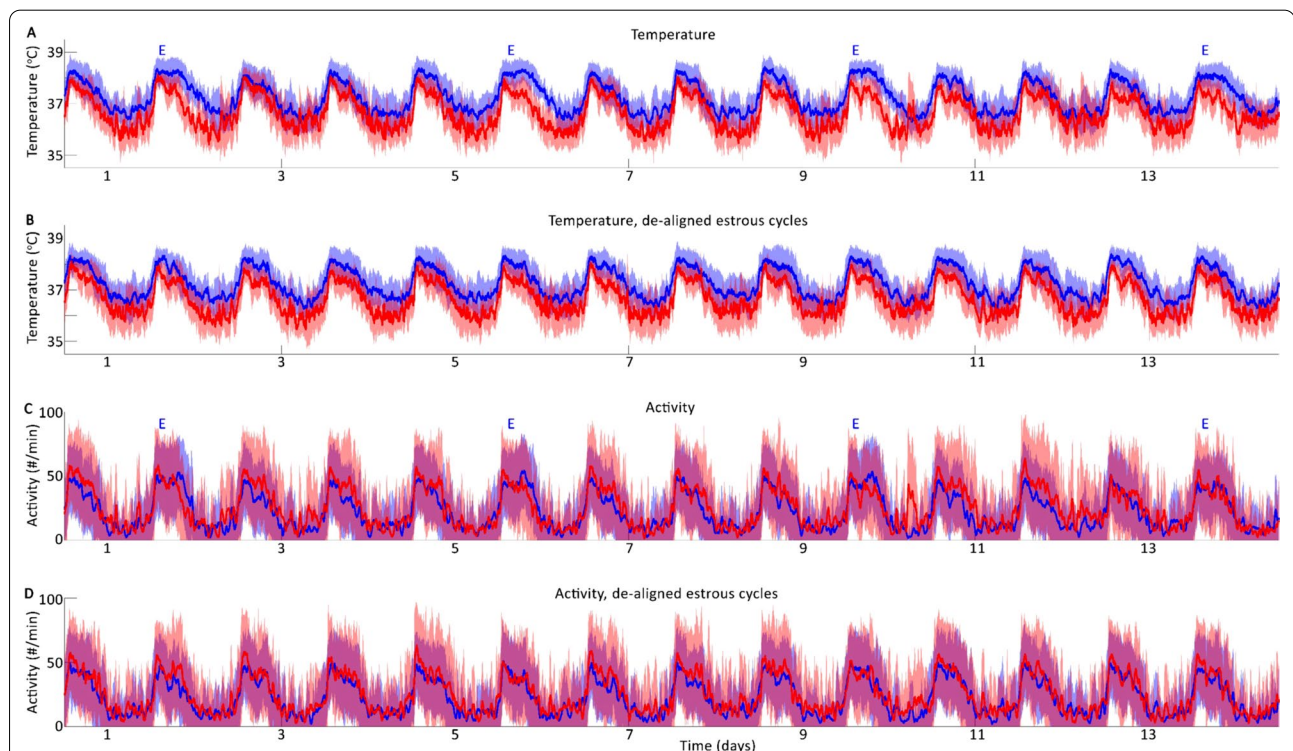 A
Temperature
E E E E
Temperature (°C)
39
37
35
1 3 5 7 9 11 13
B
Temperature, de-aligned estrous cycles
Temperature (°C)
39
37
35
1 3 5 7 9 11 13
C
Activity
E E E E
Activity (#/min)
100
50
0
1 3 5 7 9 11 13
D
Activity, de-aligned estrous cycles
Activity (#/min)
100
50
0
1 3 5 7 9 11 13
Time (days)